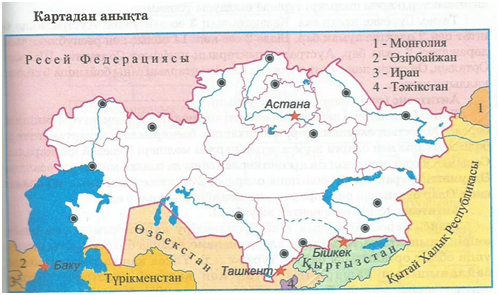 Картадан анықта
Ресей Федерациясы
1 - Монғолия
2 - Әзірбайжан
3 - Иран
4 - Тәжікстан
Астана
1
Қытай Халық Республикасы
Өзбекстан
Бішкек
Қырғызстан
Ташкент
2
Баку
Түрікменстан
4